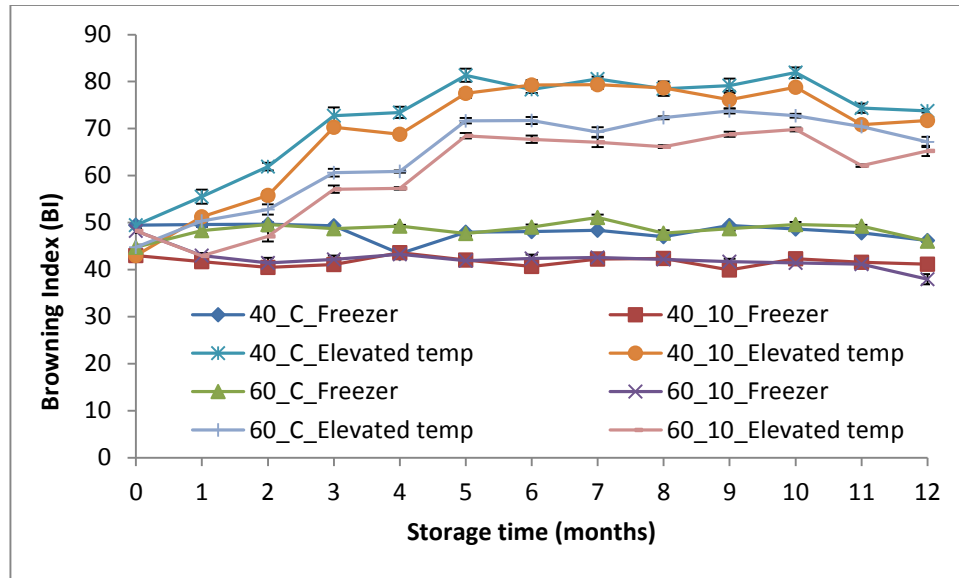 90
80
70
60
50
40
30
20
10
0
Browning Index (BI)
40_C_Freezer 40_10_Freezer
40_C_Elevated temp 40_10_Elevated temp
60_C_Freezer 60_10_Freezer
60_C_Elevated temp 60_10_Elevated temp
0 1 2 3 4 5 6 7 8 9 10 11 12
Storage time (months)